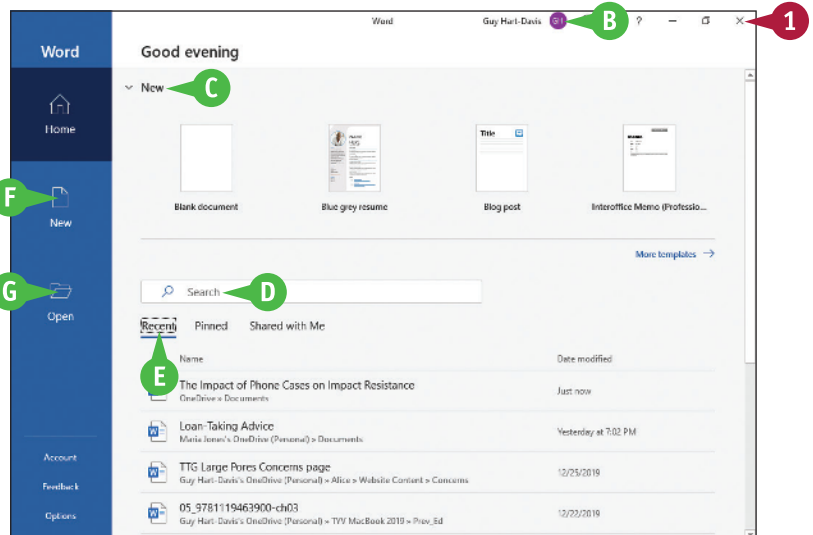 Word
Guy Hart-Davis GH B ? 1
Word
Good evening
New C
Home
Title
Blank document
Blue grey resume
Blog post
Interoffice Memo (Professio...
F
New
More templates
Search D
G
Open
Recent Pinned Shared with Me
E
Name Date modified
The Impact of Phone Cases on Impact Resistance
OneDrive » Documents
Just now
Loan-Taking Advice
Maria Jones's OneDrive (Personal) » Documents
Yesterday at 7:02 PM
TTG Large Pores Concerns page
Guy Hart-Davis's OneDrive (Personal) » Alice » Website Content » Concerns
12/25/2019
05_9781119463900-ch03
Guy Hart-Davis's OneDrive (Personal) » TYV MacBook 2019 » Prev_Ed
12/22/2019
Account
Feedback
Options